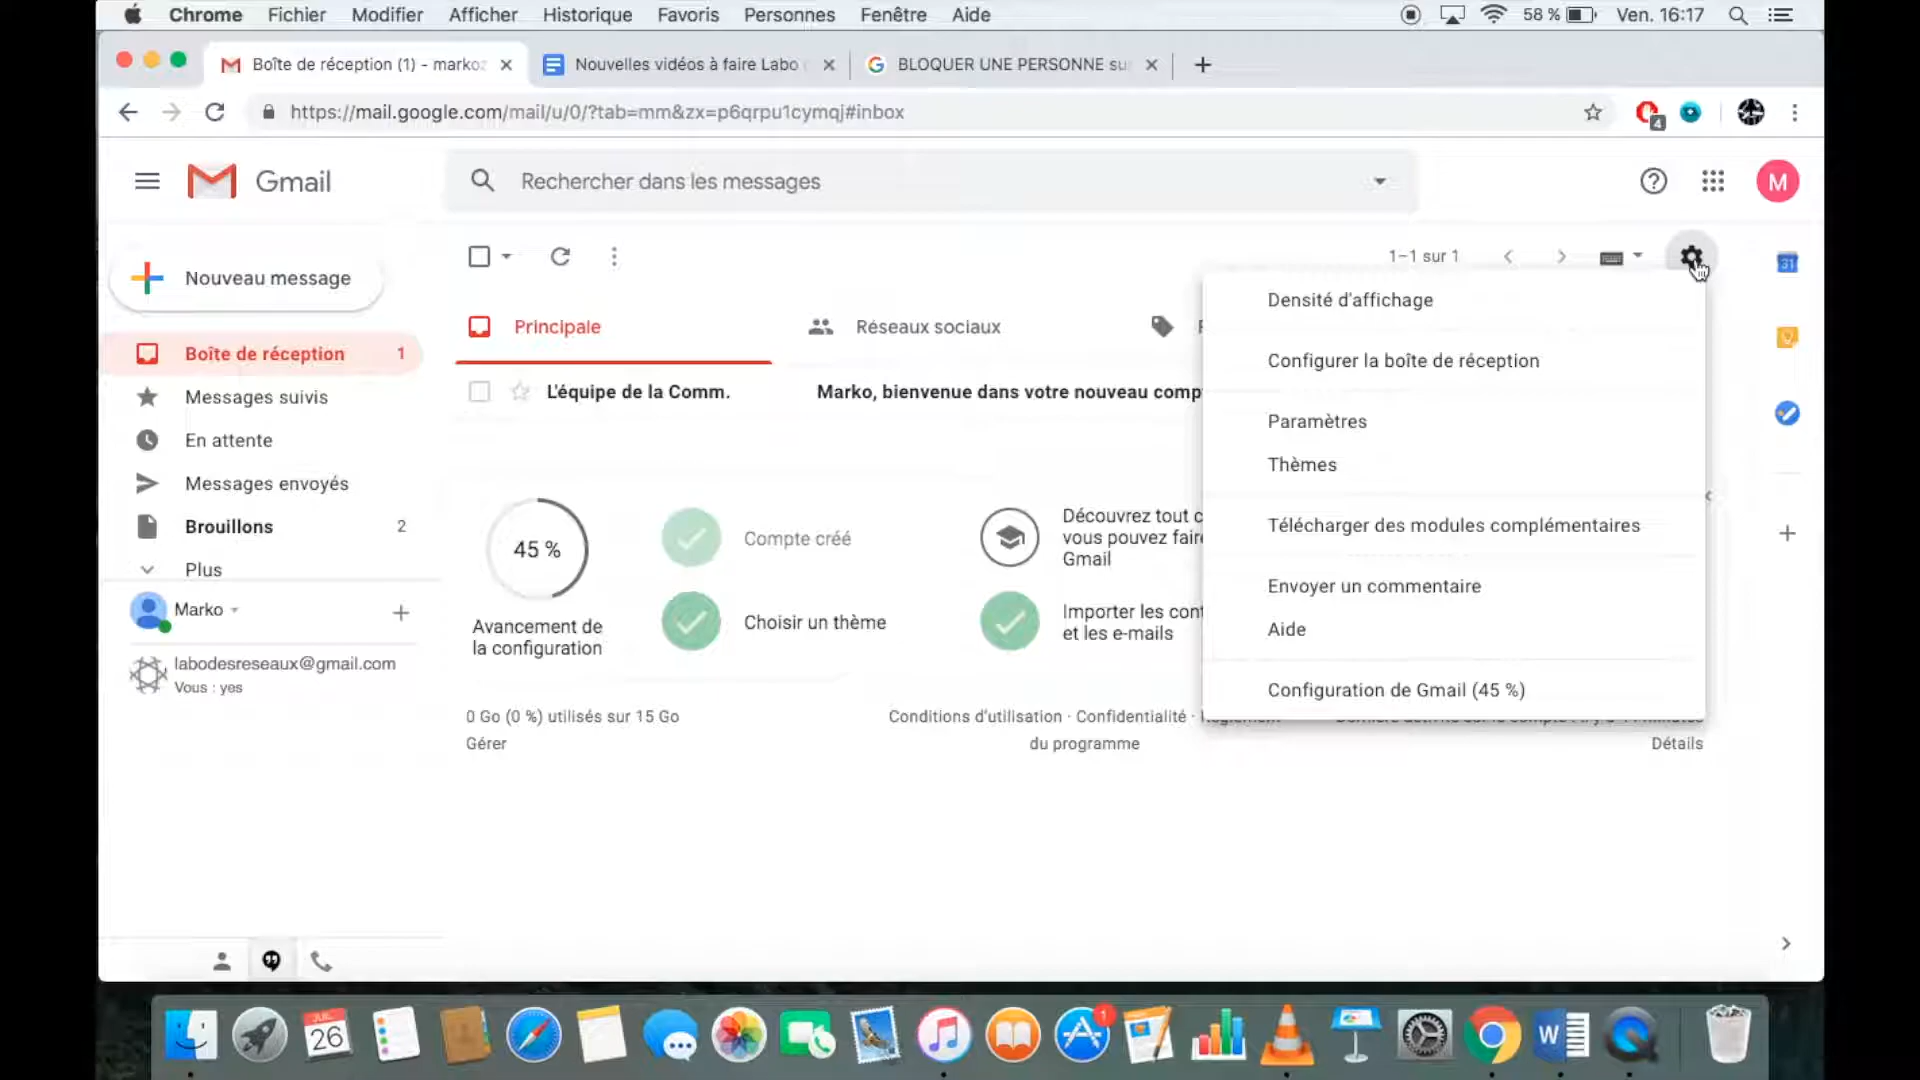 Chrome Fichier Modifier Afficher Historique Favoris Personnes Fenêtre Aide 58 % Ven. 16:17
Boîte de réception (1) - marko
Nouvelles vidéos à faire Labo
BLOQUER UNE PERSONNE su
https://mail.google.com/mail/u/0/?tab=mm&zx=p6qrpu1cymqj#inbox
4
Gmail
Rechercher dans les messages
M
Nouveau message
1–1 sur 1
31
Boîte de réception 1
Messages suivis
En attente
Messages envoyés
Brouillons 2
Plus
Marko
labodesreseaux@gmail.com
Vous : yes
Principale
Réseaux sociaux
L'équipe de la Comm.
Marko, bienvenue dans votre nouveau comp
45 %
Avancement de
la configuration
Compte créé
Choisir un thème
Découvrez tout c
vous pouvez fair
Gmail
Importer les con
et les e-mails
Densité d'affichage
Configurer la boîte de réception
Paramètres
Thèmes
Télécharger des modules complémentaires
Envoyer un commentaire
Aide
Configuration de Gmail (45 %)
0 Go (0 %) utilisés sur 15 Go
Gérer
Conditions d'utilisation · Confidentialité ·
du programme
Détails
JUIL.
26
1
W